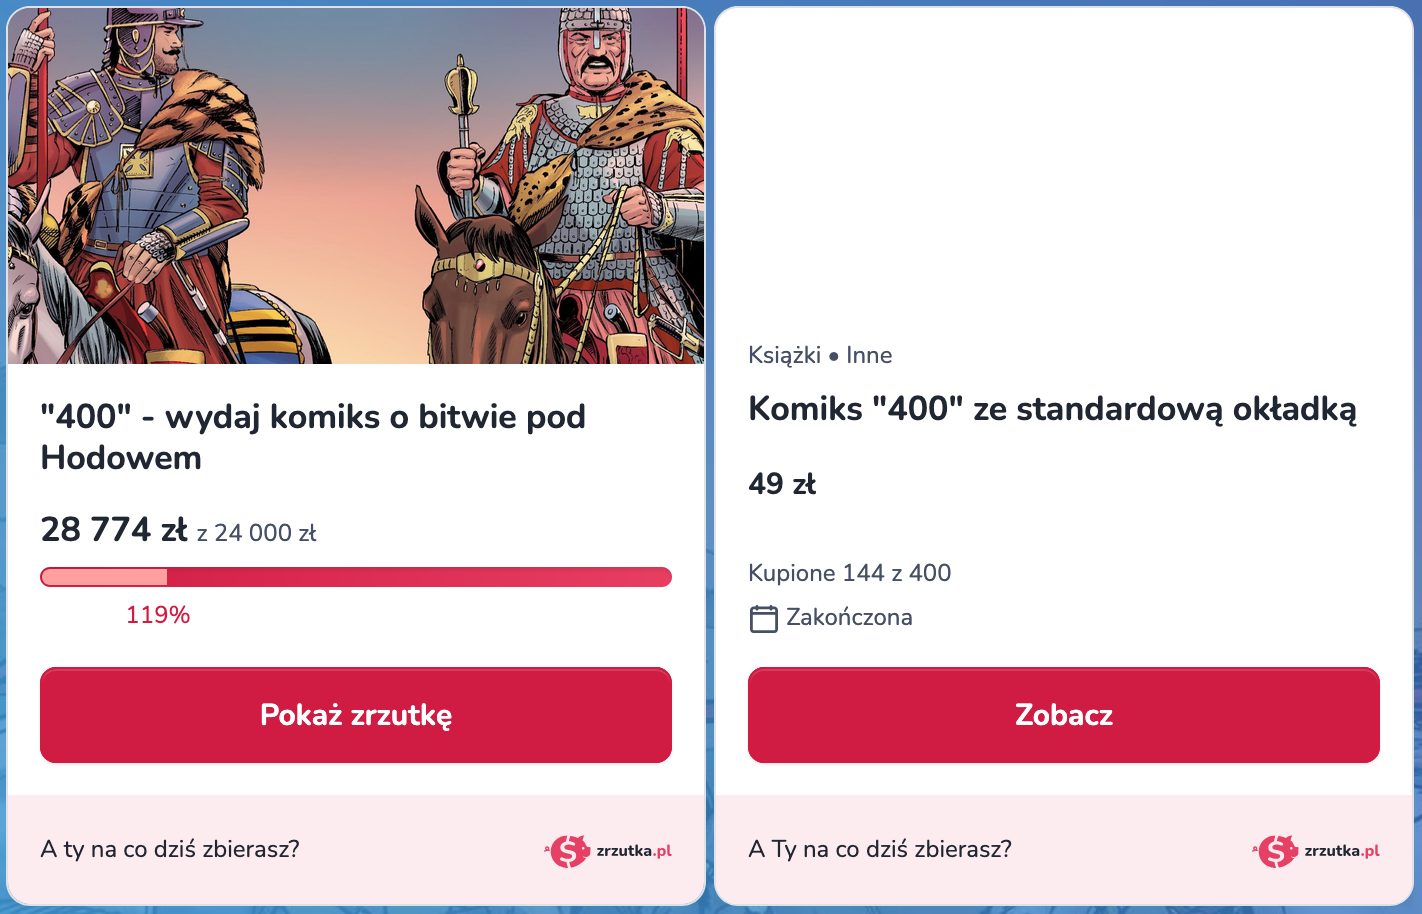 "400" - wydaj komiks o bitwie pod
Hodowem
28 774 zł z 24 000 zł
119%
Pokaż zrzutkę
A ty na co dziś zbierasz?
zrzutka.pl
Książki • Inne
Komiks "400" ze standardową okładką
49 zł
Kupione 144 z 400
Zakończona
Zobacz
A Ty na co dziś zbierasz?
zrzutka.pl